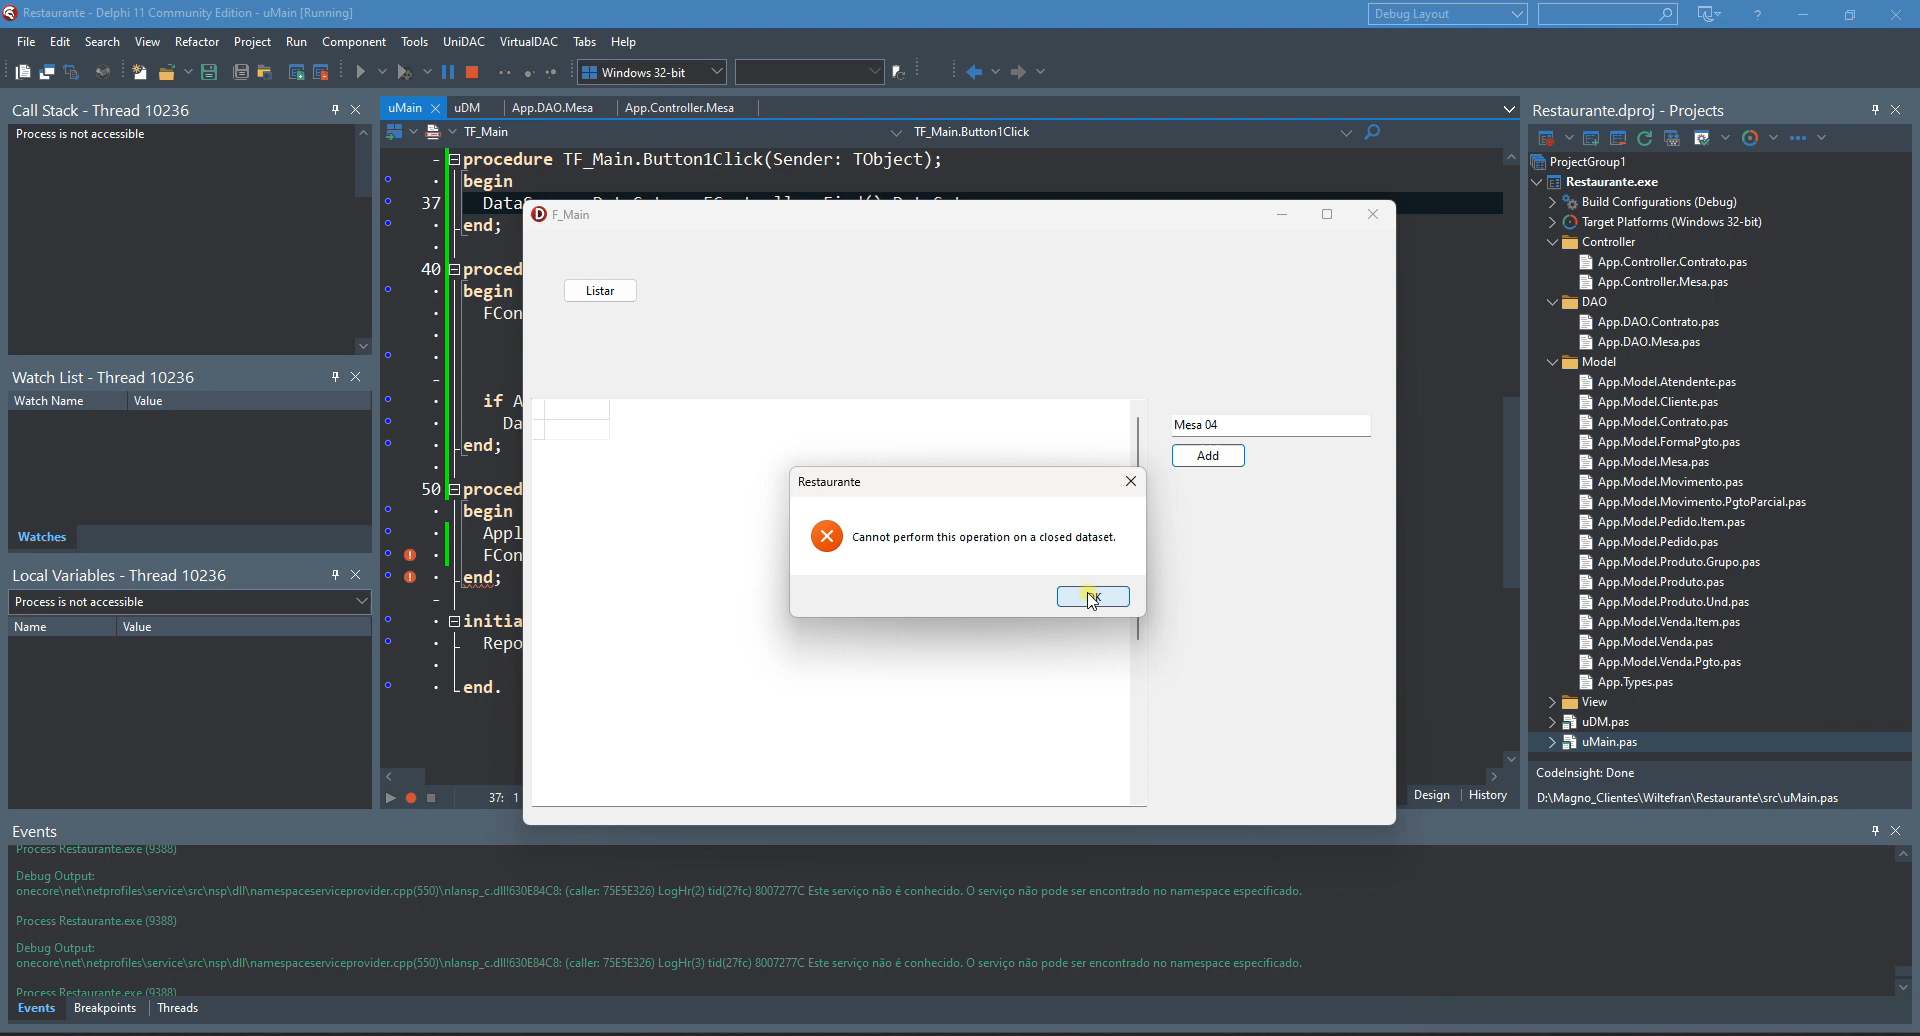 Restaurante - Delphi 11 Community Edition - uMain [Running]
Debug Layout
?
File Edit Search View Refactor Project Run Component Tools UniDAC VirtualDAC Tabs Help
Windows 32-bit
Call Stack - Thread 10236
Process is not accessible
Watch List - Thread 10236
Watch Name Value
Watches
Local Variables - Thread 10236
Process is not accessible
Name Value
uMain uDM App.DAO.Mesa App.Controller.Mesa
TF_Main TF_Main.Button1Click
procedure TF_Main.Button1Click(Sender: TObject);
begin
37 DataS
end;
40 proced
begin
FCon
if A
Da
end;
50 proced
begin
Appl
FCon
end;
initia
Repo
end.
37: 1
Design History
F_Main
Listar
Mesa 04
Add
Restaurante
Cannot perform this operation on a closed dataset.
OK
Restaurante.dproj - Projects
ProjectGroup1
Restaurante.exe
Build Configurations (Debug)
Target Platforms (Windows 32-bit)
Controller
App.Controller.Contrato.pas
App.Controller.Mesa.pas
DAO
App.DAO.Contrato.pas
App.DAO.Mesa.pas
Model
App.Model.Atendente.pas
App.Model.Cliente.pas
App.Model.Contrato.pas
App.Model.FormaPgto.pas
App.Model.Mesa.pas
App.Model.Movimento.pas
App.Model.Movimento.PgtoParcial.pas
App.Model.Pedido.Item.pas
App.Model.Pedido.pas
App.Model.Produto.Grupo.pas
App.Model.Produto.pas
App.Model.Produto.Und.pas
App.Model.Venda.Item.pas
App.Model.Venda.pas
App.Model.Venda.Pgto.pas
App.Types.pas
View
uDM.pas
uMain.pas
CodeInsight: Done
D:\Magno_Clientes\Wiltefran\Restaurante\src\uMain.pas
Events
Process Restaurante.exe (9388)
Debug Output:
onecore\net\netprofiles\service\src\nsp\dll\namespaceserviceprovider.cpp(550)\nlansp_c.dll!630E84C8: (caller: 75E5E326) LogHr(2) tid(27fc) 8007277C Este serviço não é conhecido. O serviço não pode ser encontrado no namespace especificado.
Process Restaurante.exe (9388)
Debug Output:
onecore\net\netprofiles\service\src\nsp\dll\namespaceserviceprovider.cpp(550)\nlansp_c.dll!630E84C8: (caller: 75E5E326) LogHr(3) tid(27fc) 8007277C Este serviço não é conhecido. O serviço não pode ser encontrado no namespace especificado.
Process Restaurante.exe (9388)
Events Breakpoints Threads